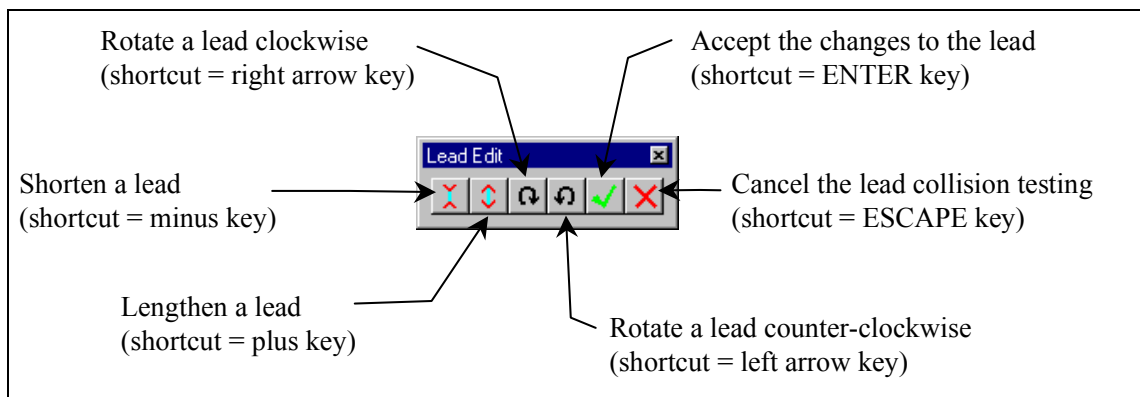 Rotate a lead clockwise
(shortcut = right arrow key)
Accept the changes to the lead
(shortcut = ENTER key)
Lead Edit
Shorten a lead
(shortcut = minus key)
Cancel the lead collision testing
(shortcut = ESCAPE key)
Lengthen a lead
(shortcut = plus key)
Rotate a lead counter-clockwise
(shortcut = left arrow key)